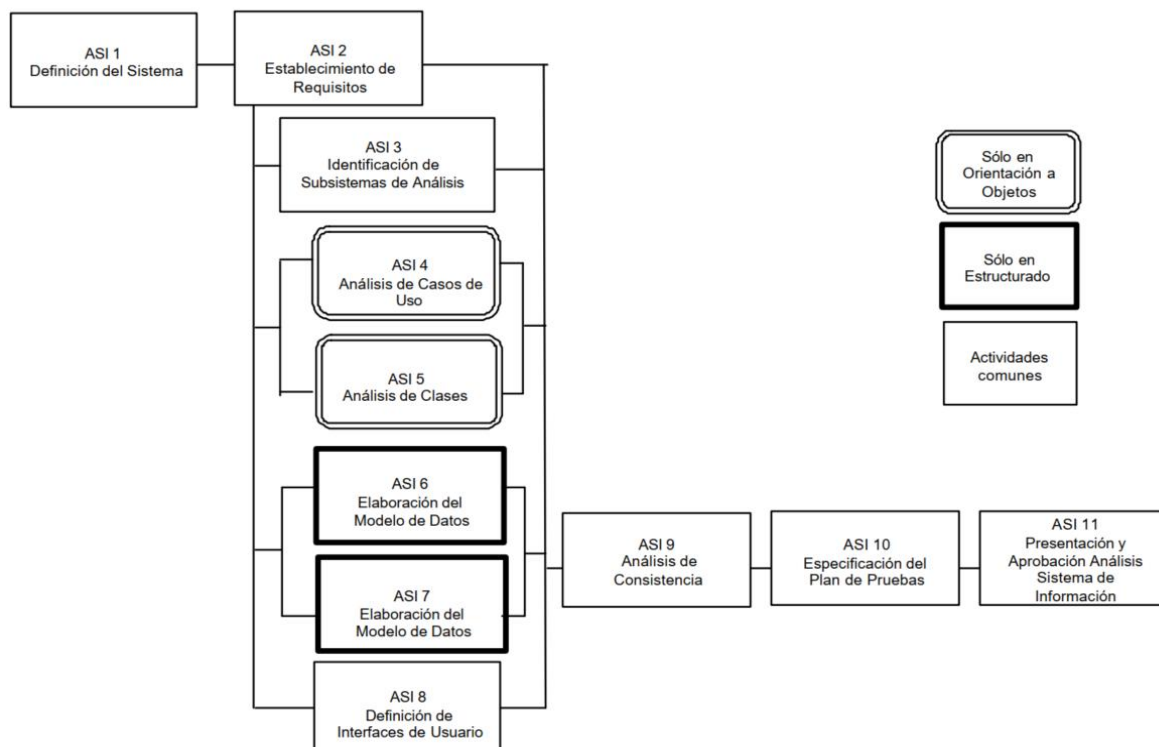 ASI 1
Definición del Sistema
ASI 2
Establecimiento de
Requisitos
ASI 3
Identificación de
Subsistemas de Análisis
ASI 4
Análisis de Casos de
Uso
ASI 5
Análisis de Clases
ASI 6
Elaboración del
Modelo de Datos
ASI 7
Elaboración del
Modelo de Datos
ASI 8
Definición de
Interfaces de Usuario
ASI 9
Análisis de
Consistencia
ASI 10
Especificación del
Plan de Pruebas
ASI 11
Presentación y
Aprobación Análisis
Sistema de
Información
Sólo en
Orientación a
Objetos
Sólo en
Estructurado
Actividades
comunes